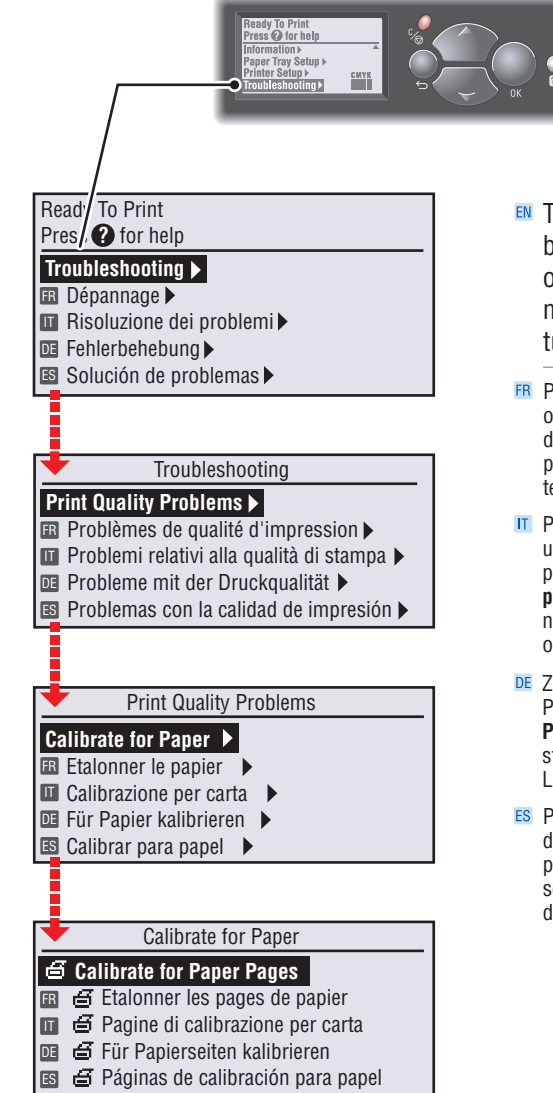 Ready To Print
Press ? for help
Information
Paper Tray Setup
Printer Setup
CMYK
Troubleshooting
C/
OK
Ready To Print
Press ? for help
Troubleshooting
FR Dépannage
IT Risoluzione dei problemi
DE Fehlerbehebung
ES Solución de problemas
Troubleshooting
Print Quality Problems
FR Problèmes de qualité d'impression
IT Problemi relativi alla qualità di stampa
DE Probleme mit der Druckqualität
ES Problemas con la calidad de impresión
Print Quality Problems
Calibrate for Paper
FR Etalonner le papier
IT Calibrazione per carta
DE Für Papier kalibrieren
ES Calibrar para papel
Calibrate for Paper
Calibrate for Paper Pages
FR Etalonner les pages de papier
IT Pagine di calibrazione per carta
DE Für Papierseiten kalibrieren
ES Páginas de calibración para papel
EN
FR
IT
DE
ES